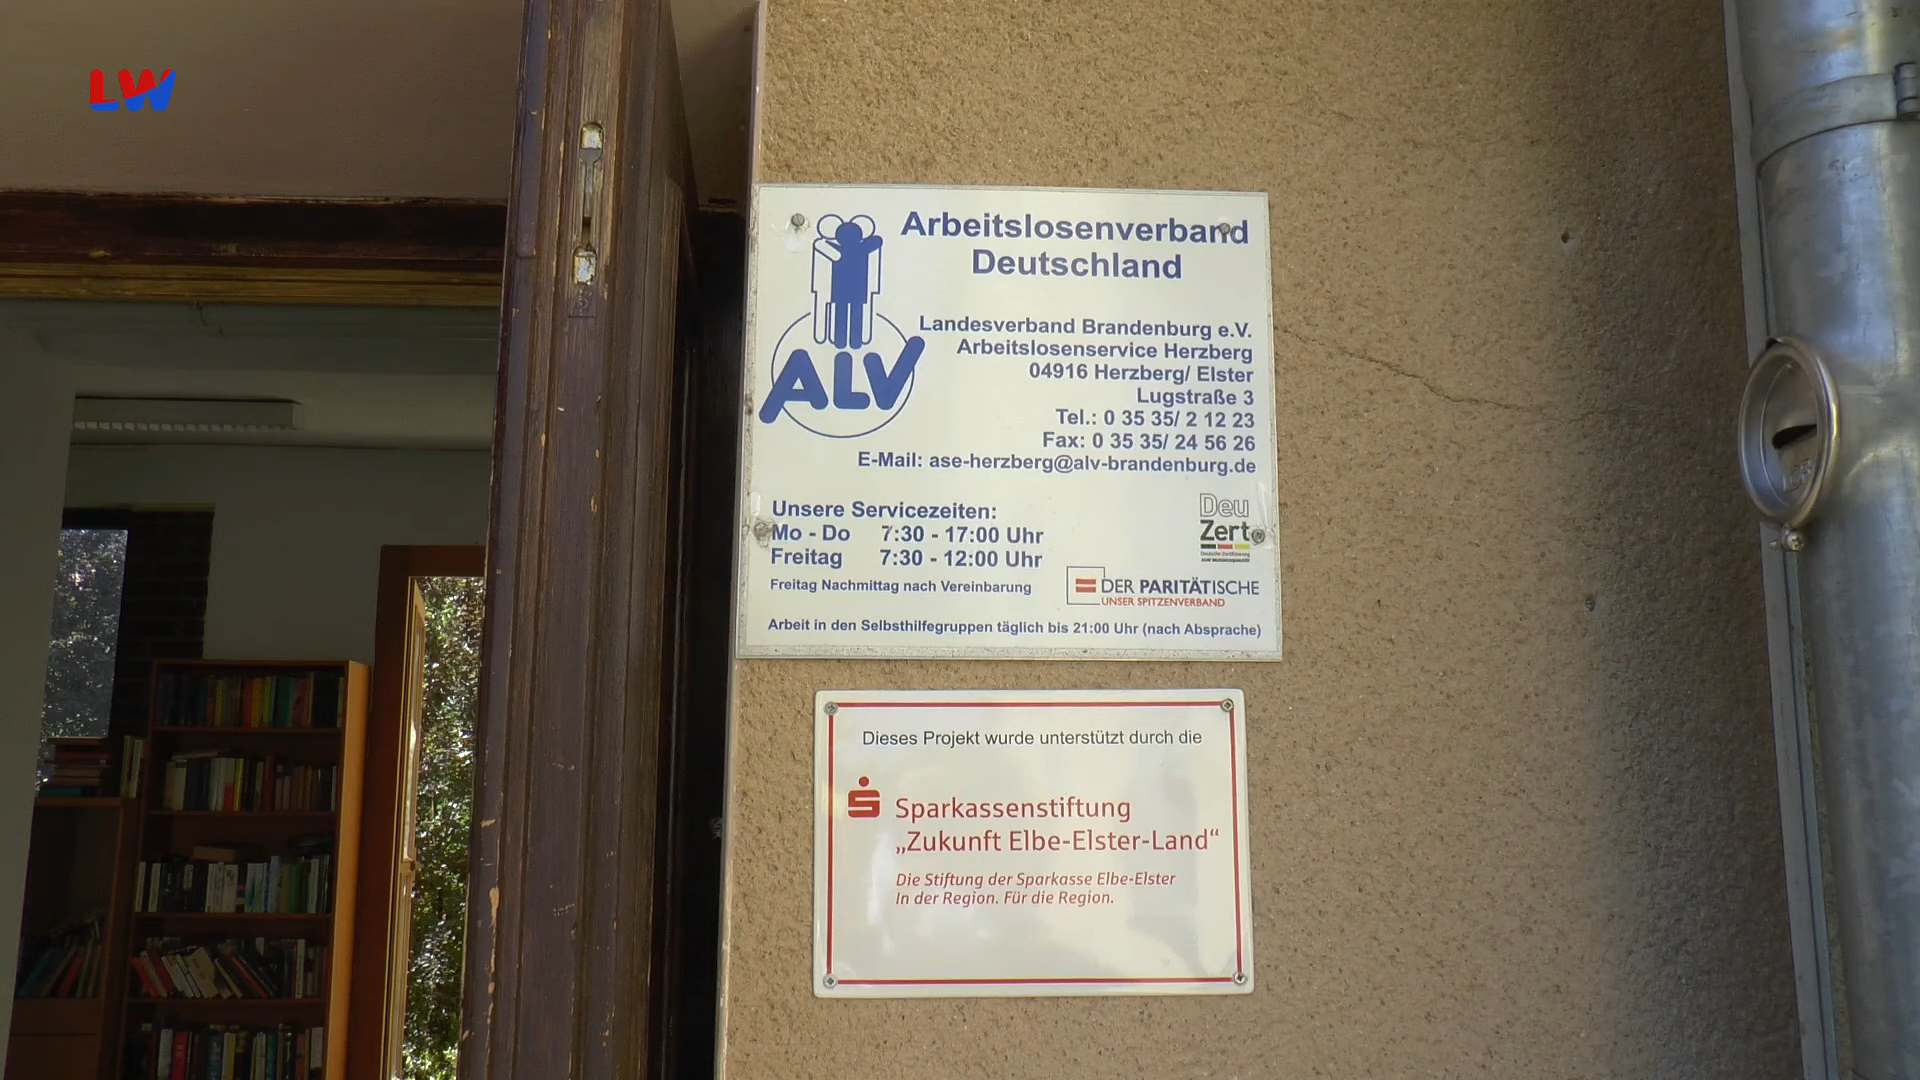 LW
Arbeitslosenverband
Deutschland
ALV
Landesverband Brandenburg e.V.
Arbeitslosenservice Herzberg
04916 Herzberg/ Elster
Lugstraße 3
Tel.: 0 35 35/ 2 12 23
Fax: 0 35 35/ 24 56 26
E-Mail: ase-herzberg@alv-brandenburg.de
Unsere Servicezeiten:
Mo - Do 7:30 - 17:00 Uhr
Freitag 7:30 - 12:00 Uhr
Freitag Nachmittag nach Vereinbarung
Deu
Zert
DER PARITÄTISCHE
UNSER SPITZENVERBAND
Arbeit in den Selbsthilfegruppen täglich bis 21:00 Uhr (nach Absprache)
Dieses Projekt wurde unterstützt durch die
Sparkassenstiftung
„Zukunft Elbe-Elster-Land“
Die Stiftung der Sparkasse Elbe-Elster
In der Region. Für die Region.